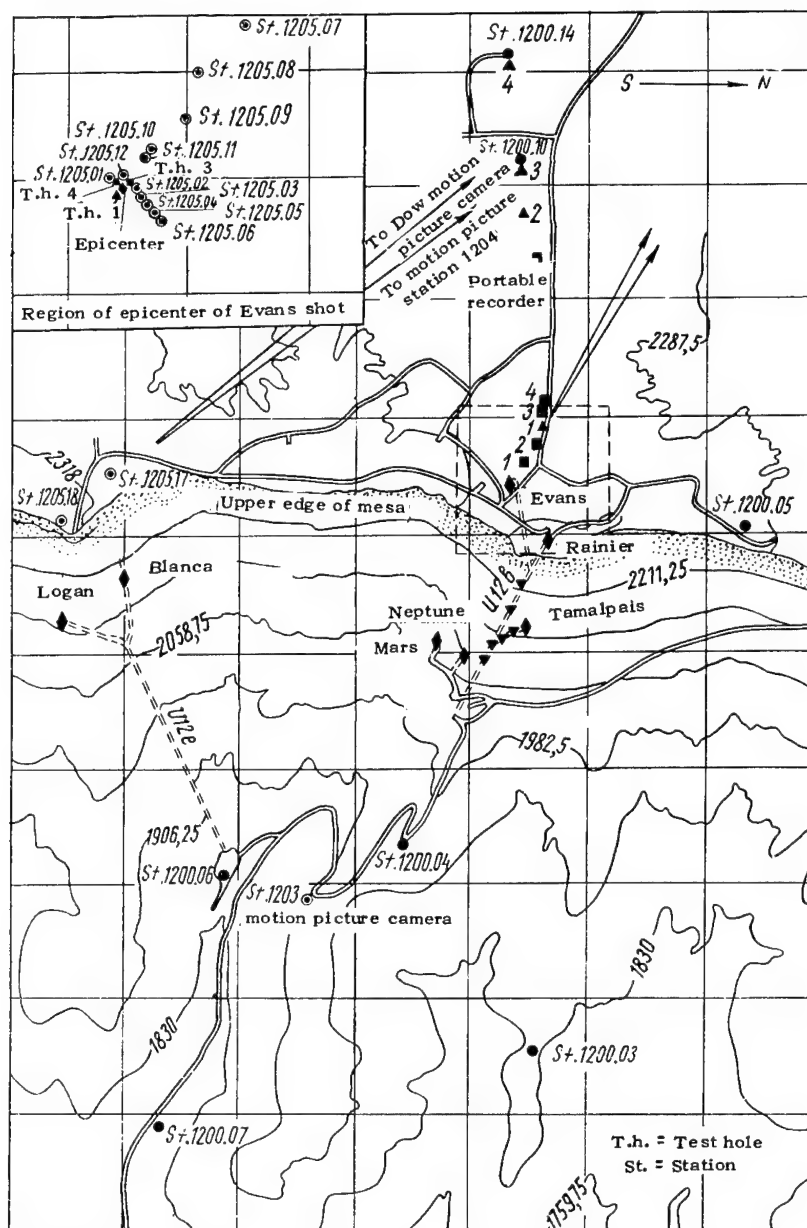 St.1205.07
St.1205.08
St.1205.09
St.1205.10
St.1205.12
St.1205.11
St.1205.01
T.h. 3
T.h. 4
St.1205.02
St.1205.03
St.1205.04
St.1205.05
T.h. 1
St.1205.06
Epicenter
Region of epicenter of Evans shot
St.1200.14
4
S
N
St.1200.10
3
To Dow motion
picture camera
2
To motion picture
station 1204
Portable
recorder
2287,5
4
3
1
2
1
2318
St.1205.17
St.1205.18
Upper edge of mesa
Evans
St.1200.05
Rainier
Blanca
Logan
U12b
2211,25
Neptune
Tamalpais
Mars
2058,75
U12e
1982,5
1906,25
St.1200.04
St.1200.06
St.1203
motion picture camera
1830
1830
St.1200.03
St.1200.07
T.h. = Test hole
St. = Station
1759,75